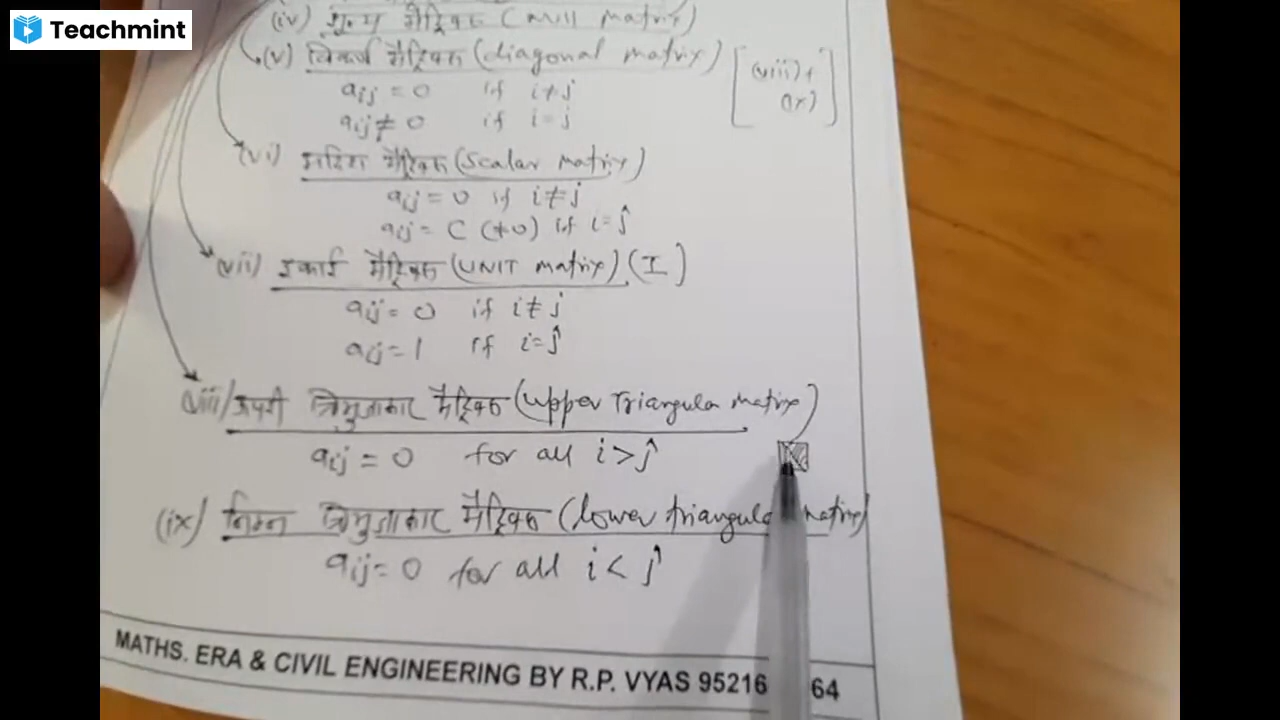 Teachmint
(iv) शून्य मैट्रिक्स (Null matrix)
(v) विकर्ण मैट्रिक्स (diagonal matrix) [(viii)+
(ix)]
aij = 0 if i≠j
aij ≠ 0 if i=j
(vi) अदिश मैट्रिक्स (Scalar matrix)
aij = 0 if i≠j
aij = C (≠0) if i=j
(vii) इकाई मैट्रिक्स (UNIT matrix) (I)
aij = 0 if i≠j
aij = 1 if i=j
(viii) ऊपरी त्रिभुजाकार मैट्रिक्स (upper Triangular matrix)
aij = 0 for all i>j
(ix) निम्न त्रिभुजाकार मैट्रिक्स (lower triangula matrix)
aij = 0 for all i<j
MATHS. ERA & CIVIL ENGINEERING BY R.P. VYAS 95216 64